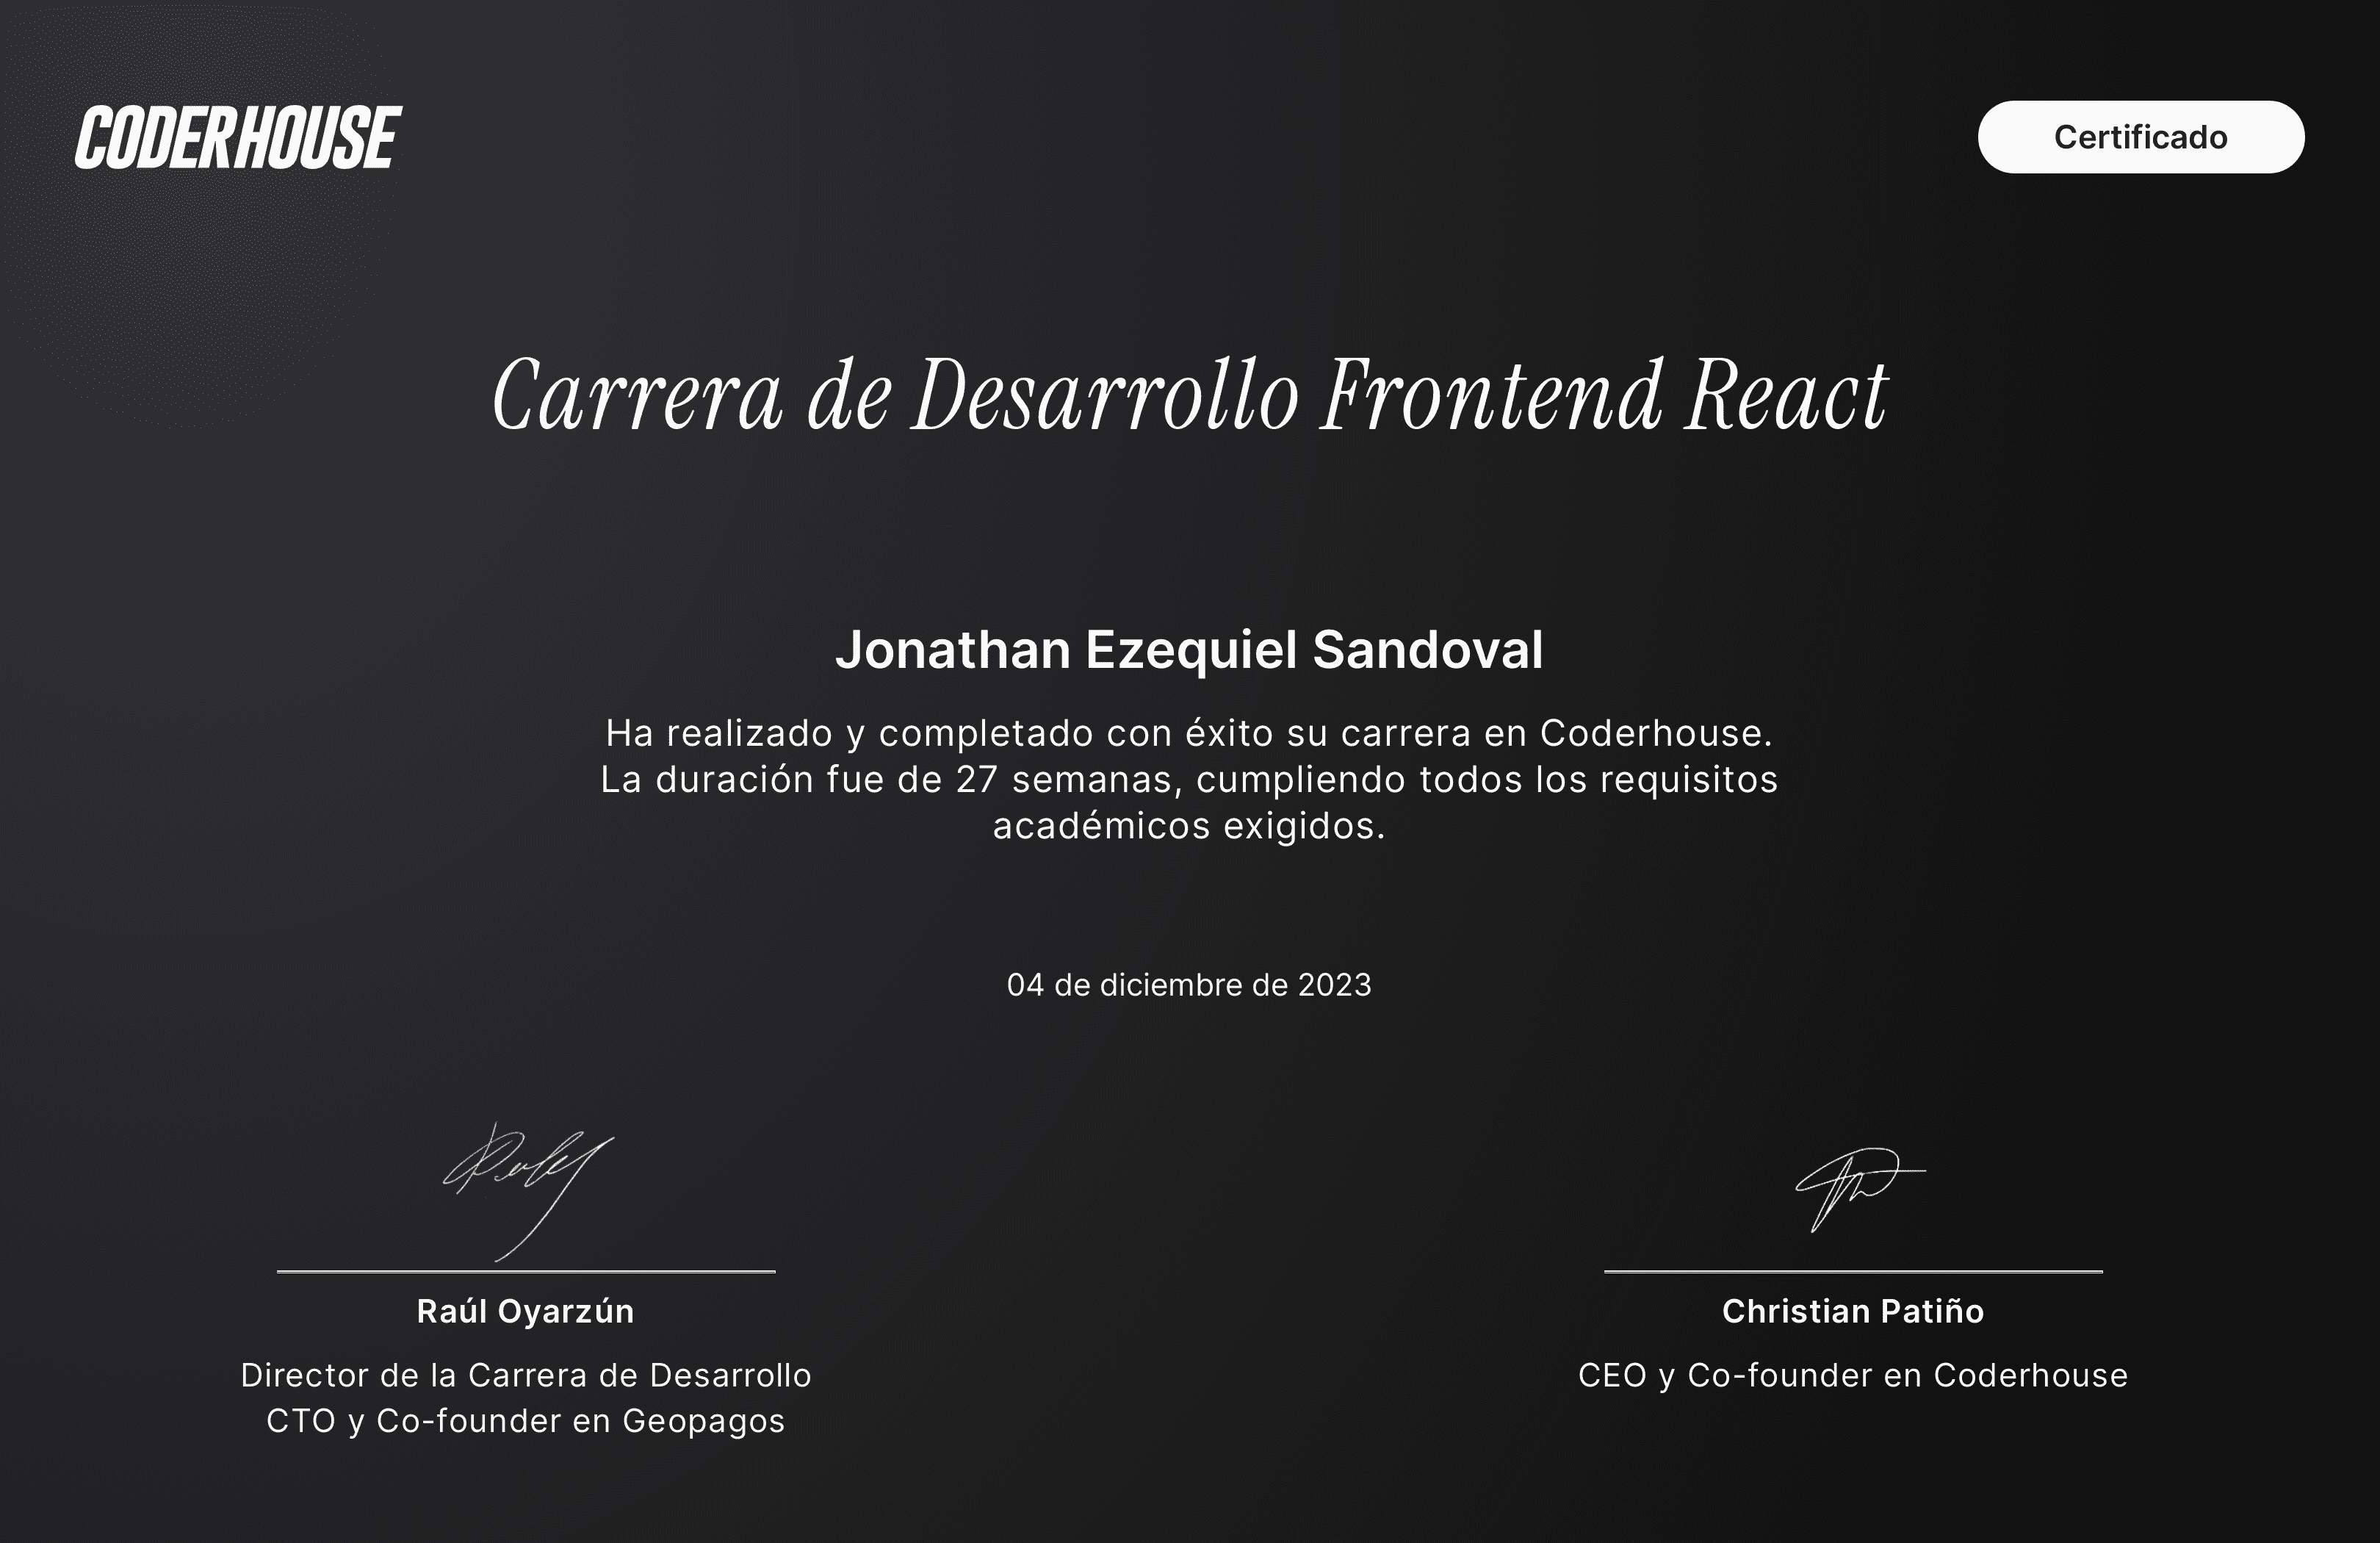 CODERHOUSE
Certificado
Carrera de Desarrollo Frontend React
Jonathan Ezequiel Sandoval
Ha realizado y completado con éxito su carrera en Coderhouse.
La duración fue de 27 semanas, cumpliendo todos los requisitos
académicos exigidos.
04 de diciembre de 2023
Raúl Oyarzún
Director de la Carrera de Desarrollo
CTO y Co-founder en Geopagos
Christian Patiño
CEO y Co-founder en Coderhouse